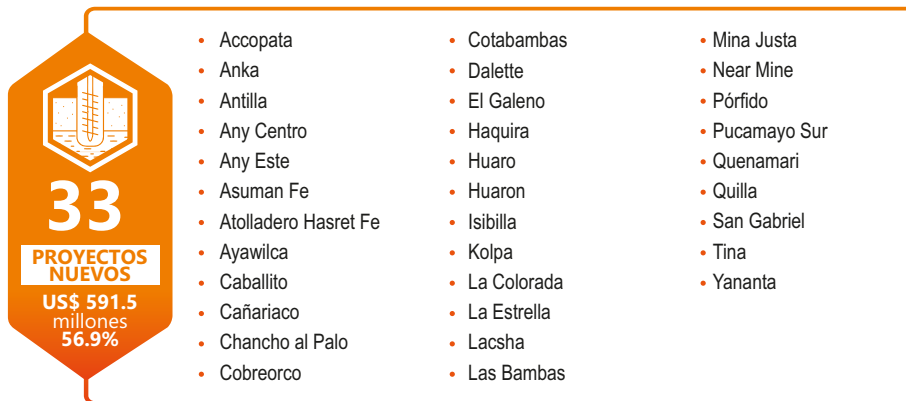 33
PROYECTOS
NUEVOS
US$ 591.5
millones
56.9%
• Accopata
• Anka
• Antilla
• Any Centro
• Any Este
• Asuman Fe
• Atolladero Hasret Fe
• Ayawilca
• Caballito
• Cañariaco
• Chancho al Palo
• Cobreorco
• Cotabambas
• Dalette
• El Galeno
• Haquira
• Huaro
• Huaron
• Isibilla
• Kolpa
• La Colorada
• La Estrella
• Lacsha
• Las Bambas
• Mina Justa
• Near Mine
• Pórfido
• Pucamayo Sur
• Quenamari
• Quilla
• San Gabriel
• Tina
• Yananta